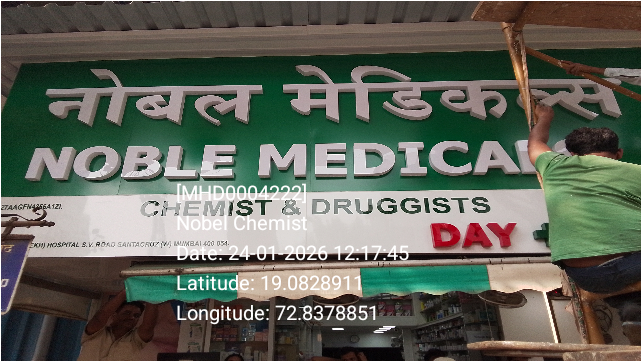 नोबल मेडिकल्स
NOBLE MEDICAL
CHEMIST & DRUGGISTS
HOSPITAL S.V. ROAD SANTACRUZ (W) MUMBAI-400 054.
DAY
[MHD0004222]
Nobel Chemist
Date: 24-01-2026 12:17:45
Latitude: 19.0828911
Longitude: 72.8378851